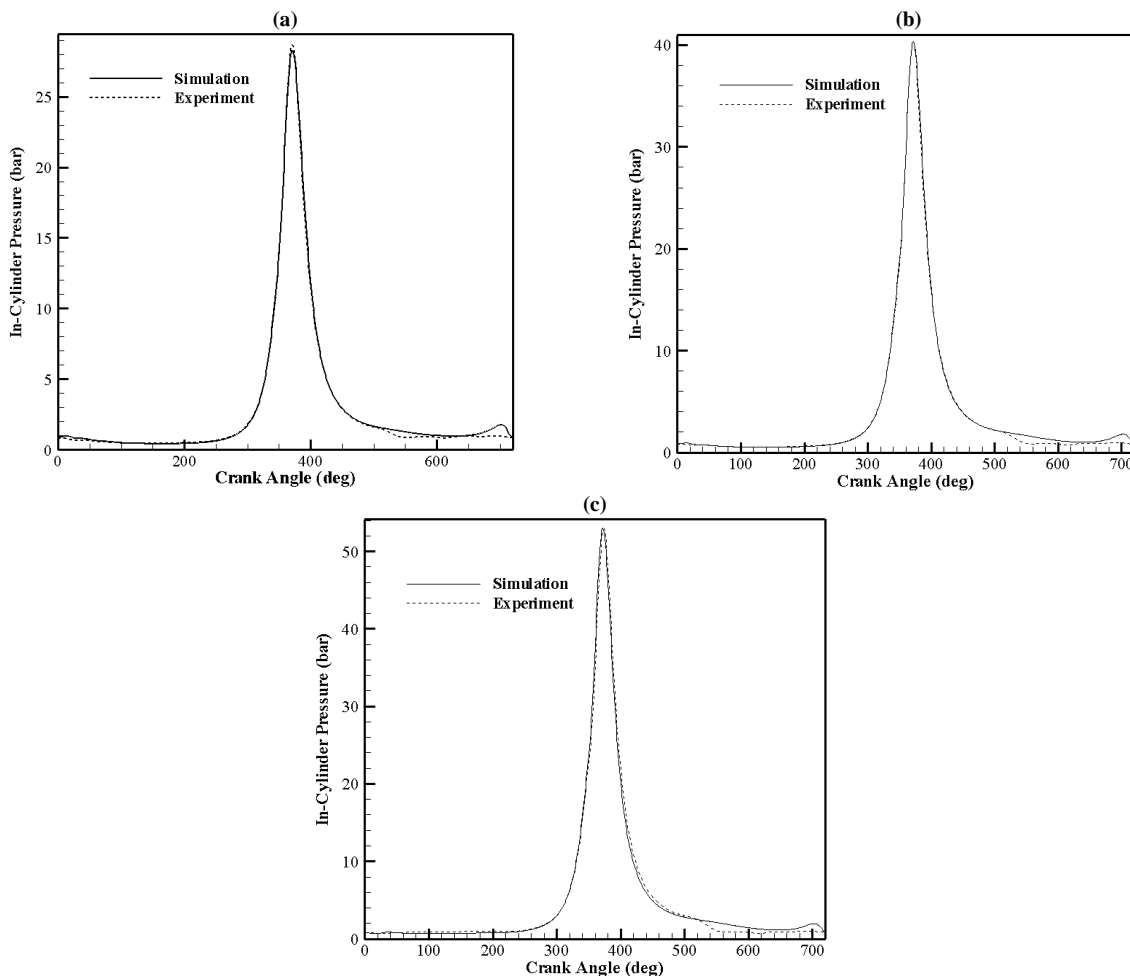 (a)
Simulation
Experiment
In-Cylinder Pressure (bar)
25
20
15
10
5
0
0
200
400
600
Crank Angle (deg)
(b)
Simulation
Experiment
In-Cylinder Pressure (bar)
40
30
20
10
0
0
100
200
300
400
500
600
700
Crank Angle (deg)
(c)
Simulation
Experiment
In-Cylinder Pressure (bar)
50
40
30
20
10
0
0
100
200
300
400
500
600
700
Crank Angle (deg)